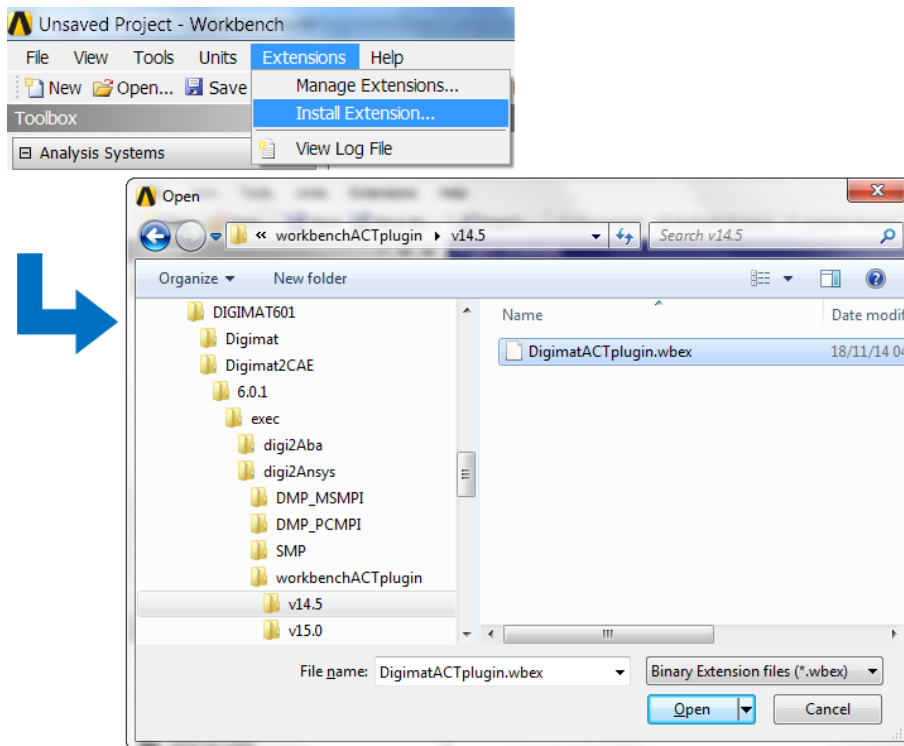 Unsaved Project - Workbench
File View Tools Units Extensions Help
New Open... Save
Manage Extensions...
Install Extension...
View Log File
Toolbox
Analysis Systems
Open
« workbenchACTplugin v14.5
Search v14.5
Organize New folder
DIGIMAT601
Digimat
Digimat2CAE
6.0.1
exec
digi2Aba
digi2Ansys
DMP_MSMPI
DMP_PCMPI
SMP
workbenchACTplugin
v14.5
v15.0
Name Date modif
DigimatACTplugin.wbex 18/11/14 04
File name: DigimatACTplugin.wbex Binary Extension files (*.wbex)
Open Cancel